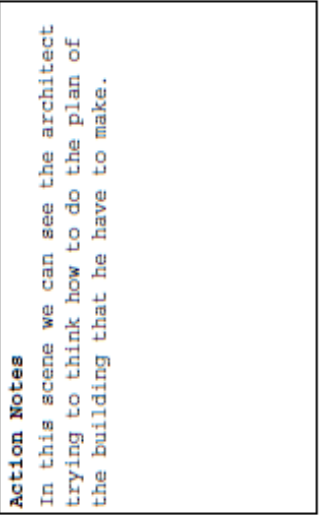 Action Notes
In this scene we can see the architect
trying to think how to do the plan of
the building that he have to make.